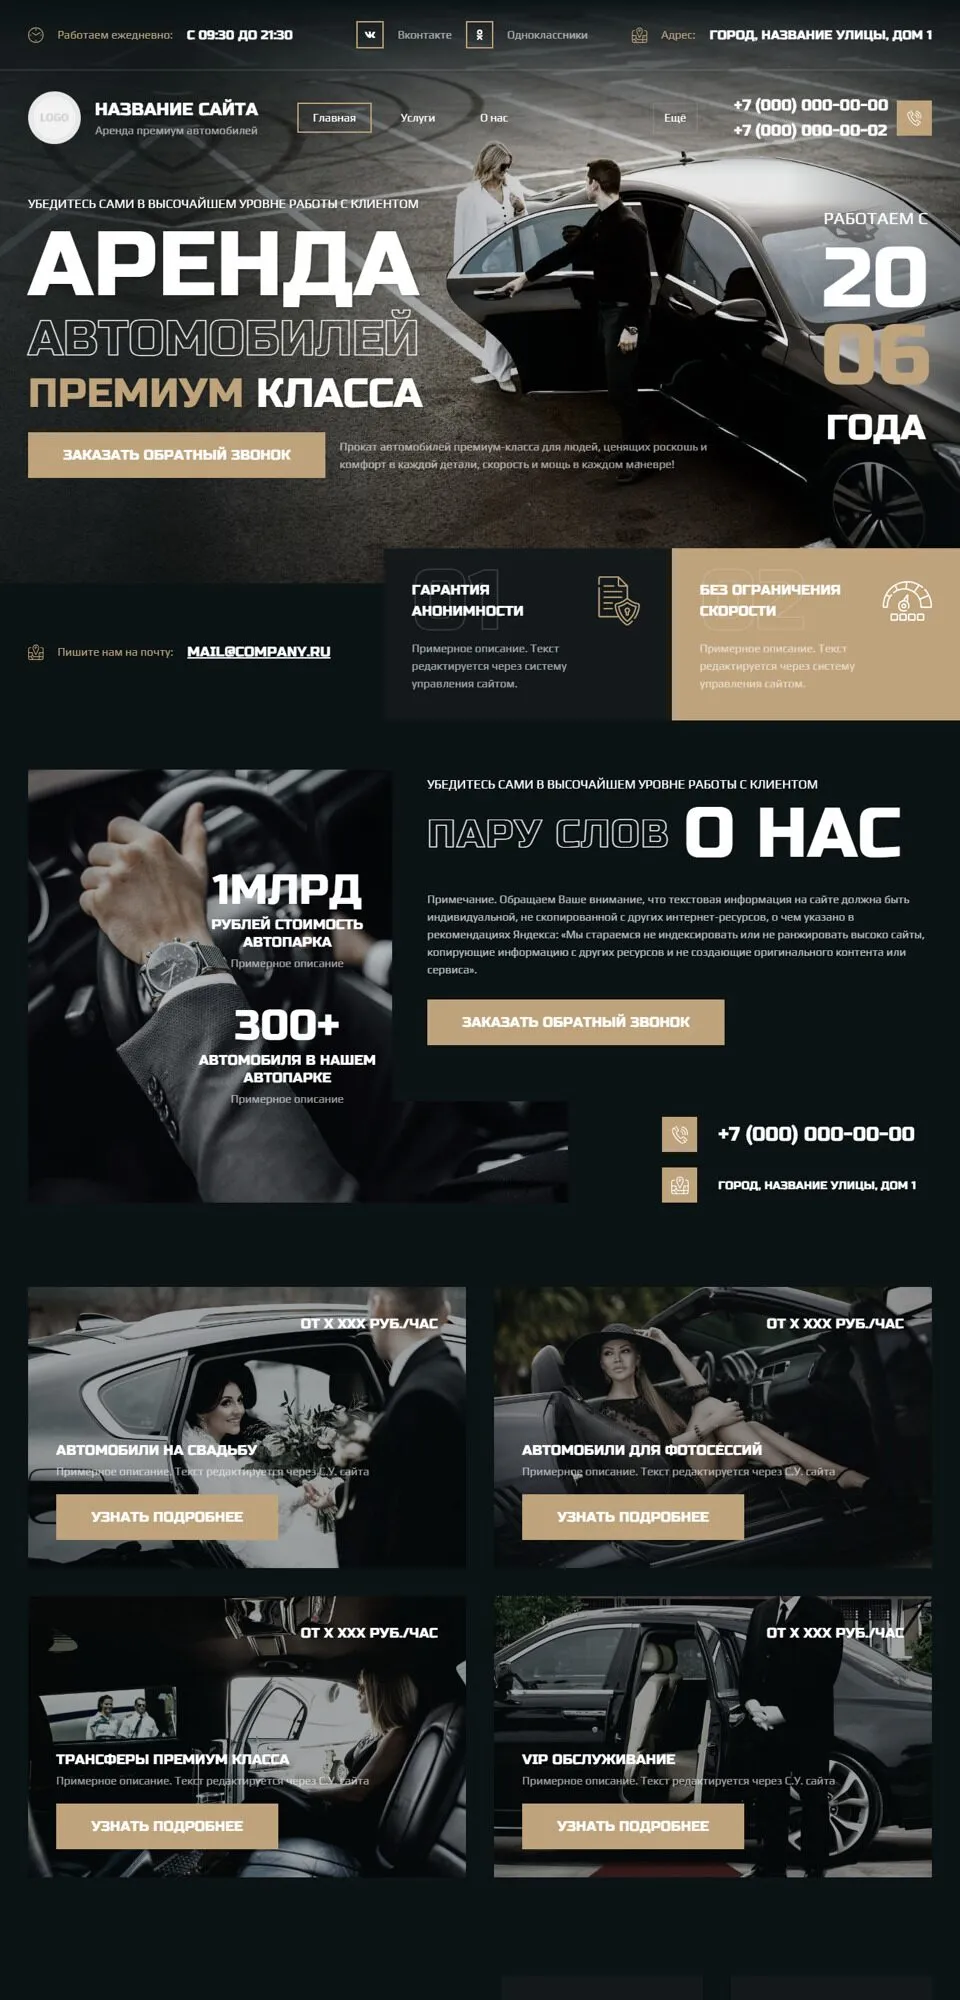 Работаем ежедневно: С 09:30 ДО 21:30
Вконтакте
Одноклассники
Адрес: ГОРОД, НАЗВАНИЕ УЛИЦЫ, ДОМ 1
LOGO
НАЗВАНИЕ САЙТА
Аренда премиум автомобилей
Главная
Услуги
О нас
Ещё
+7 (000) 000-00-00
+7 (000) 000-00-02
УБЕДИТЕСЬ САМИ В ВЫСОЧАЙШЕМ УРОВНЕ РАБОТЫ С КЛИЕНТОМ
АРЕНДА
АВТОМОБИЛЕЙ
ПРЕМИУМ КЛАССА
ЗАКАЗАТЬ ОБРАТНЫЙ ЗВОНОК
Прокат автомобилей премиум-класса для людей, ценящих роскошь и
комфорт в каждой детали, скорость и мощь в каждом маневре!
РАБОТАЕМ С
20
06
ГОДА
Пишите нам на почту: MAIL@COMPANY.RU
01
ГАРАНТИЯ
АНОНИМНОСТИ
Примерное описание. Текст
редактируется через систему
управления сайтом.
02
БЕЗ ОГРАНИЧЕНИЯ
СКОРОСТИ
Примерное описание. Текст
редактируется через систему
управления сайтом.
1МЛРД
РУБЛЕЙ СТОИМОСТЬ
АВТОПАРКА
Примерное описание
300+
АВТОМОБИЛЯ В НАШЕМ
АВТОПАРКЕ
Примерное описание
УБЕДИТЕСЬ САМИ В ВЫСОЧАЙШЕМ УРОВНЕ РАБОТЫ С КЛИЕНТОМ
ПАРУ СЛОВ О НАС
Примечание. Обращаем Ваше внимание, что текстовая информация на сайте должна быть
индивидуальной, не скопированной с других интернет-ресурсов, о чем указано в
рекомендациях Яндекса: «Мы стараемся не индексировать или не ранжировать высоко сайты,
копирующие информацию с других ресурсов и не создающие оригинального контента или
сервиса».
ЗАКАЗАТЬ ОБРАТНЫЙ ЗВОНОК
+7 (000) 000-00-00
ГОРОД, НАЗВАНИЕ УЛИЦЫ, ДОМ 1
ОТ Х ХХХ РУБ./ЧАС
АВТОМОБИЛИ НА СВАДЬБУ
Примерное описание. Текст редактируется через С.У. сайта
УЗНАТЬ ПОДРОБНЕЕ
ОТ Х ХХХ РУБ./ЧАС
АВТОМОБИЛИ ДЛЯ ФОТОСЕССИЙ
Примерное описание. Текст редактируется через С.У. сайта
УЗНАТЬ ПОДРОБНЕЕ
ОТ Х ХХХ РУБ./ЧАС
ТРАНСФЕРЫ ПРЕМИУМ КЛАССА
Примерное описание. Текст редактируется через С.У. сайта
УЗНАТЬ ПОДРОБНЕЕ
ОТ Х ХХХ РУБ./ЧАС
VIP ОБСЛУЖИВАНИЕ
Примерное описание. Текст редактируется через С.У. сайта
УЗНАТЬ ПОДРОБНЕЕ